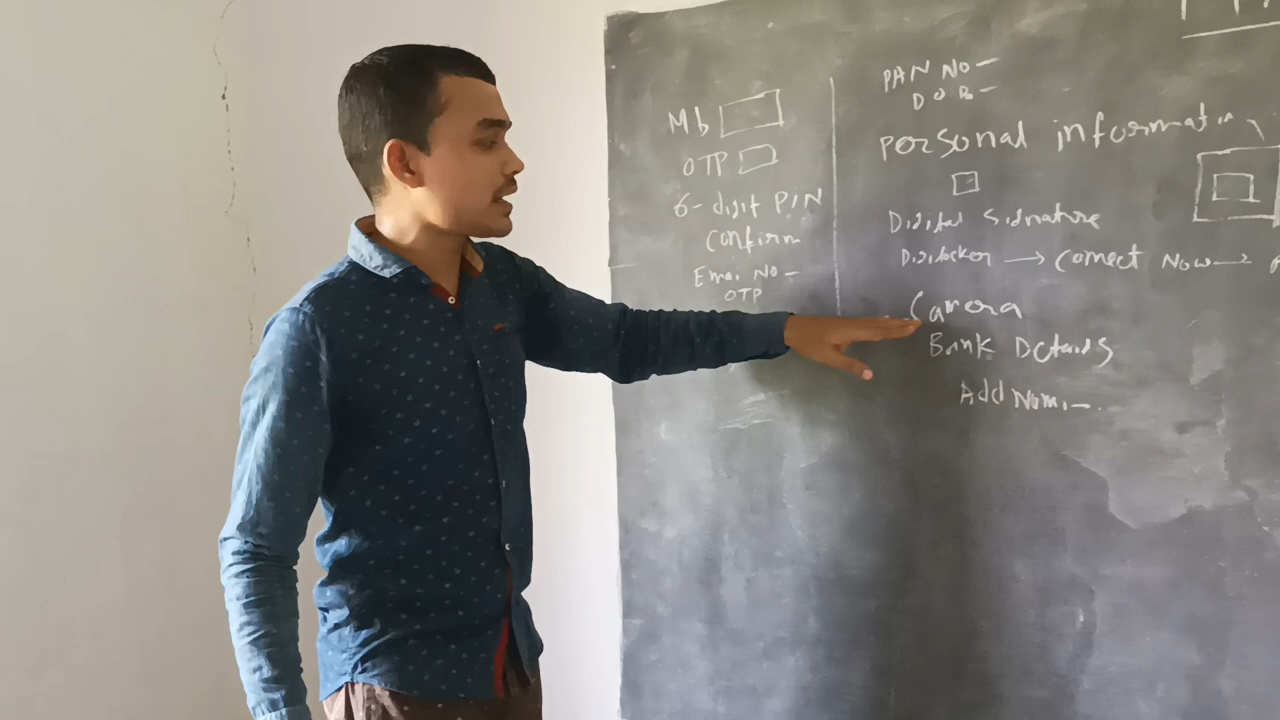 Mb
OTP
6- digit PIN
Confirm
Emai No -
OTP
PAN NO -
DOB -
Personal information
Digital Signature
Digilocker → Connect Now →
Camera
Bank Details
Add Nomi -